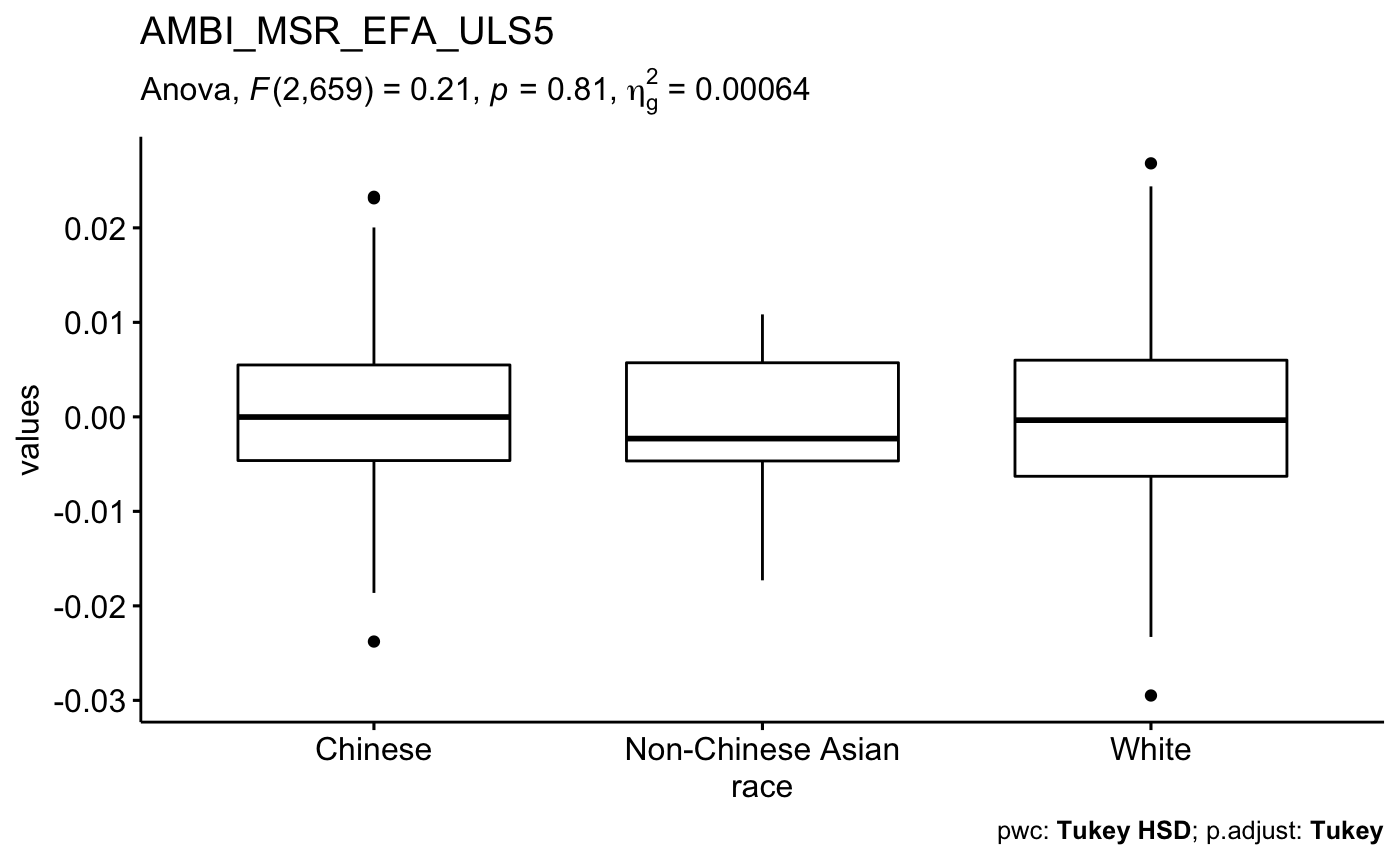 AMBI_MSR_EFA_ULS5
Anova, F(2,659) = 0.21, p = 0.81, η²g = 0.00064
0.02
0.01
0.00
-0.01
-0.02
-0.03
values
Chinese
Non-Chinese Asian
White
race
pwc: Tukey HSD; p.adjust: Tukey